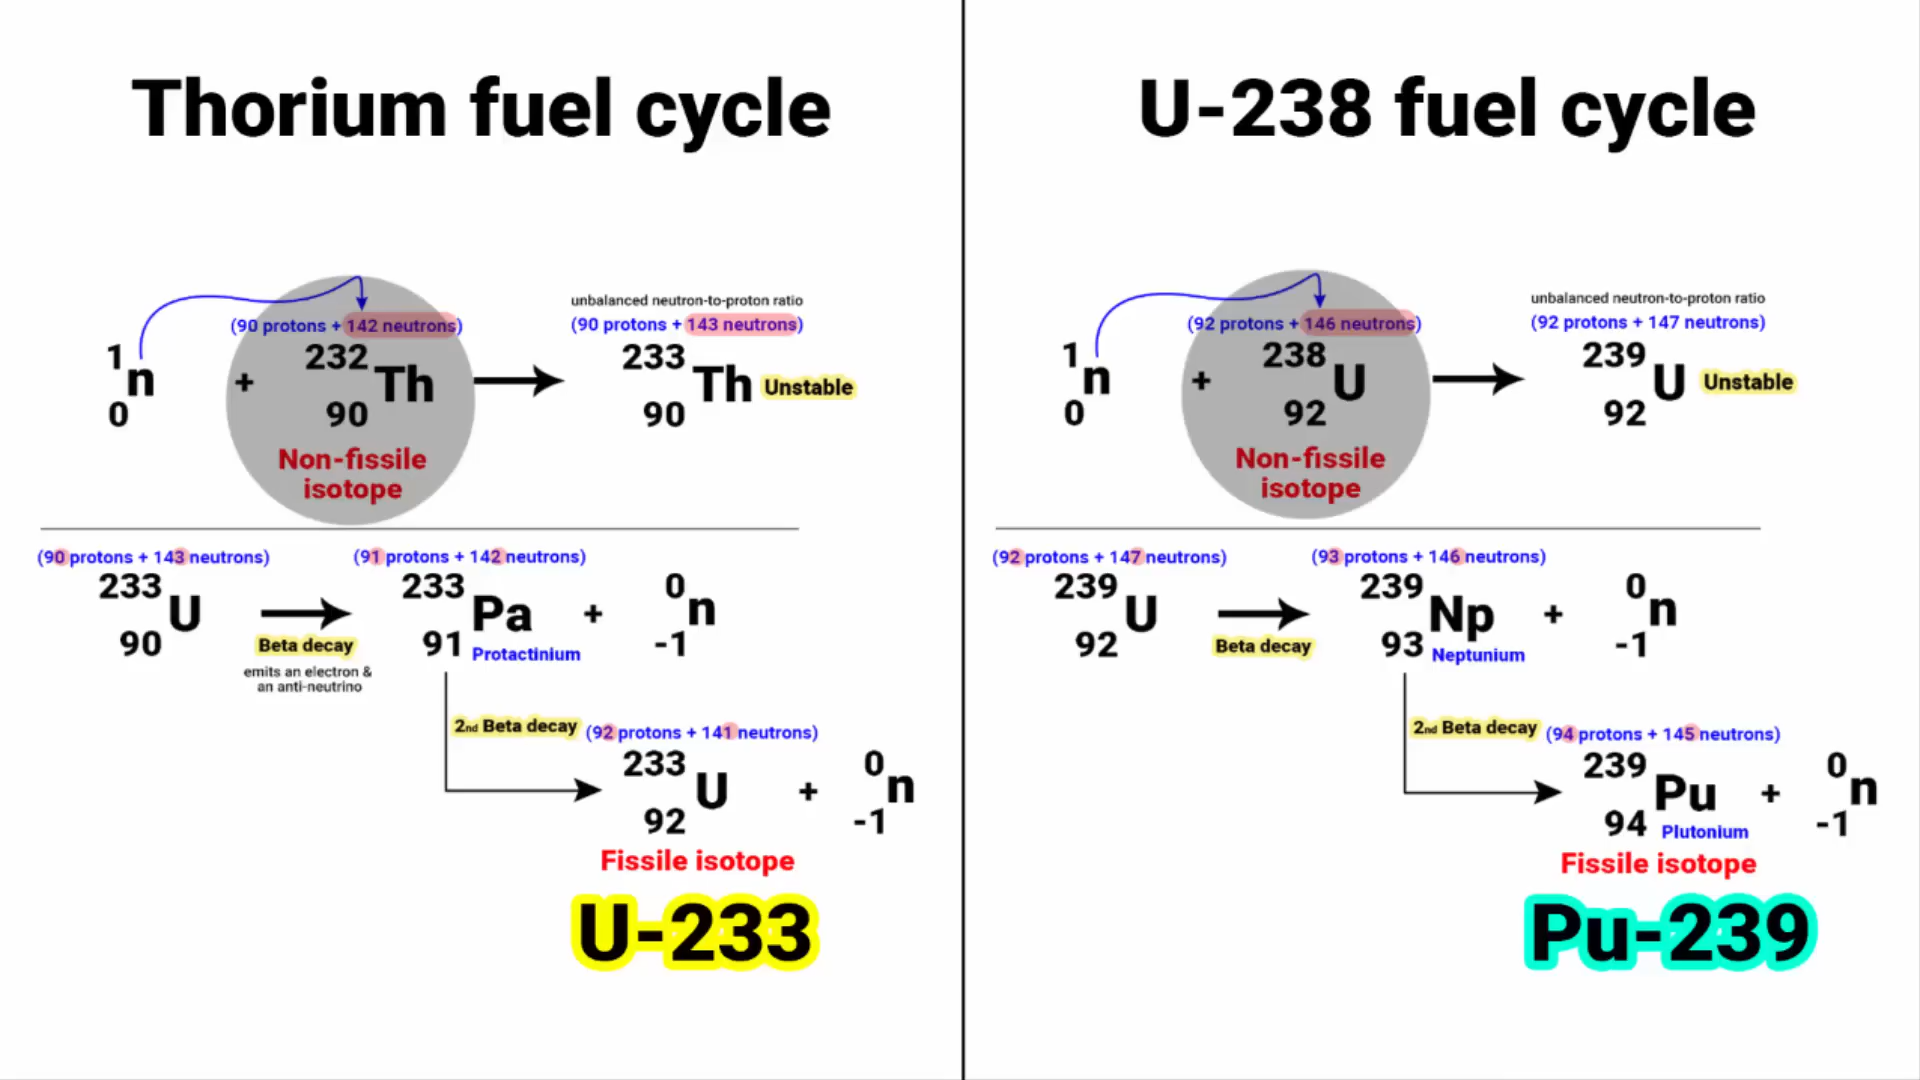 Thorium fuel cycle
(90 protons + 142 neutrons)
unbalanced neutron-to-proton ratio
(90 protons + 143 neutrons)
1
0 n + 232
90 Th 233
90 Th Unstable
Non-fissile
isotope
(90 protons + 143 neutrons) (91 protons + 142 neutrons)
233
90 U 233
91 Pa + 0
-1 n
Beta decay
Protactinium
emits an electron &
an anti-neutrino
2nd Beta decay (92 protons + 141 neutrons)
233
92 U + 0
-1 n
Fissile isotope
U-233
U-238 fuel cycle
(92 protons + 146 neutrons)
unbalanced neutron-to-proton ratio
(92 protons + 147 neutrons)
1
0 n + 238
92 U 239
92 U Unstable
Non-fissile
isotope
(92 protons + 147 neutrons) (93 protons + 146 neutrons)
239
92 U 239
93 Np + 0
-1 n
Beta decay
Neptunium
2nd Beta decay (94 protons + 145 neutrons)
239
94 Pu + 0
-1 n
Plutonium
Fissile isotope
Pu-239